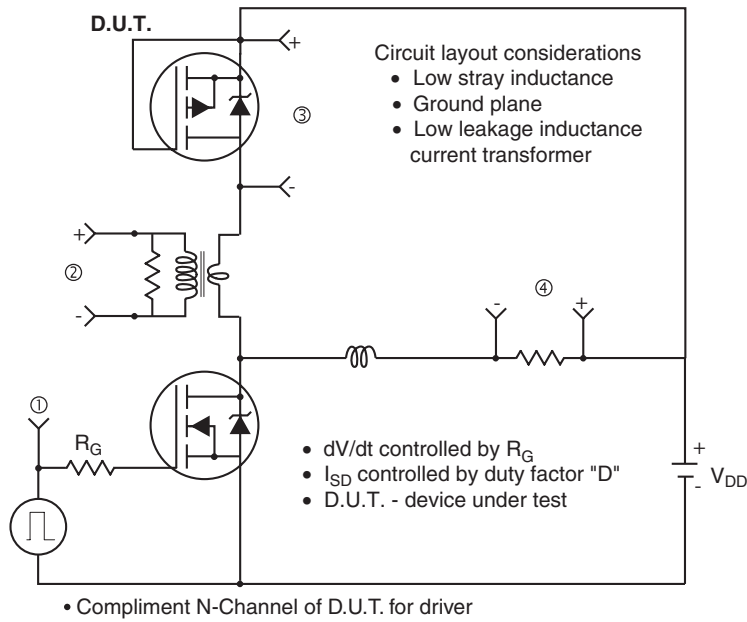 D.U.T.
+
Circuit layout considerations
• Low stray inductance
• Ground plane
• Low leakage inductance
current transformer
③
-
+
②
-
④
-
+
①
R_G
• dV/dt controlled by R_G
• I_SD controlled by duty factor "D"
• D.U.T. - device under test
+
V_DD
-
• Compliment N-Channel of D.U.T. for driver